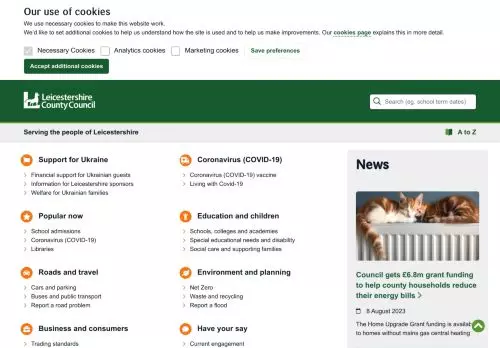 Our use of cookies
We use necessary cookies to make this website work.
We'd like to set additional cookies to help us understand how the site is used and to help us make improvements. Our cookies page explains this in more detail.
Necessary Cookies Analytics cookies Marketing cookies Save preferences
Accept additional cookies
Leicestershire
County Council
Search (eg. school term dates)
Serving the people of Leicestershire
A to Z
Support for Ukraine
Financial support for Ukrainian guests
Information for Leicestershire sponsors
Welfare for Ukrainian families
Coronavirus (COVID-19)
Coronavirus (COVID-19) vaccine
Living with Covid-19
Popular now
School admissions
Coronavirus (COVID-19)
Libraries
Education and children
Schools, colleges and academies
Special educational needs and disability
Social care and supporting families
Roads and travel
Cars and parking
Buses and public transport
Report a road problem
Environment and planning
Net Zero
Waste and recycling
Report a flood
Business and consumers
Trading standards
Have your say
Current engagement
News
Council gets £6.8m grant funding
to help county households reduce
their energy bills
8 August 2023
The Home Upgrade Grant funding is available
to homes without mains gas central heating